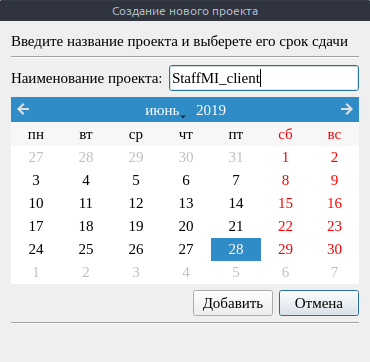 Создание нового проекта
Введите название проекта и выберете его срок сдачи
Наименование проекта: StaffMI_client
июнь 2019
пн вт ср чт пт сб вс
27 28 29 30 31 1 2
3 4 5 6 7 8 9
10 11 12 13 14 15 16
17 18 19 20 21 22 23
24 25 26 27 28 29 30
1 2 3 4 5 6 7
Добавить Отмена